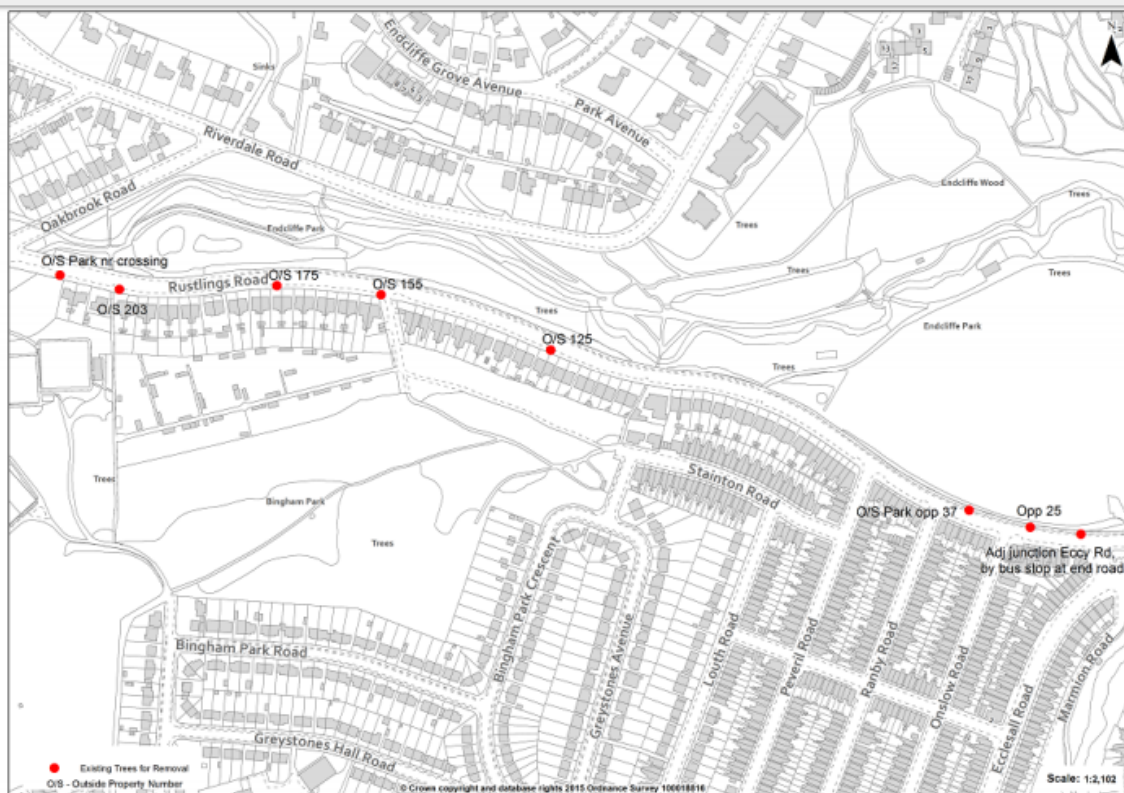 N
Endcliffe Grove Avenue
Sinks
Park Avenue
Riverdale Road
Endcliffe Wood
Trees
Oakbrook Road
Endcliffe Park
Trees
O/S Park nr crossing
Trees
Trees
Rustlings Road
O/S 175
O/S 155
O/S 203
Trees
Endcliffe Park
O/S 125
Trees
Stainton Road
Trees
Bingham Park
O/S Park opp 37
Opp 25
Trees
Adj junction Eccy Rd,
by bus stop at end road
Bingham Park Crescent
Greystones Avenue
Louth Road
Peveril Road
Ranby Road
Onslow Road
Ecclesall Road
Marmion Road
Bingham Park Road
Greystones Hall Road
Existing Trees for Removal
O/S - Outside Property Number
© Crown copyright and database rights 2015 Ordnance Survey 100018816
Scale: 1:2,102